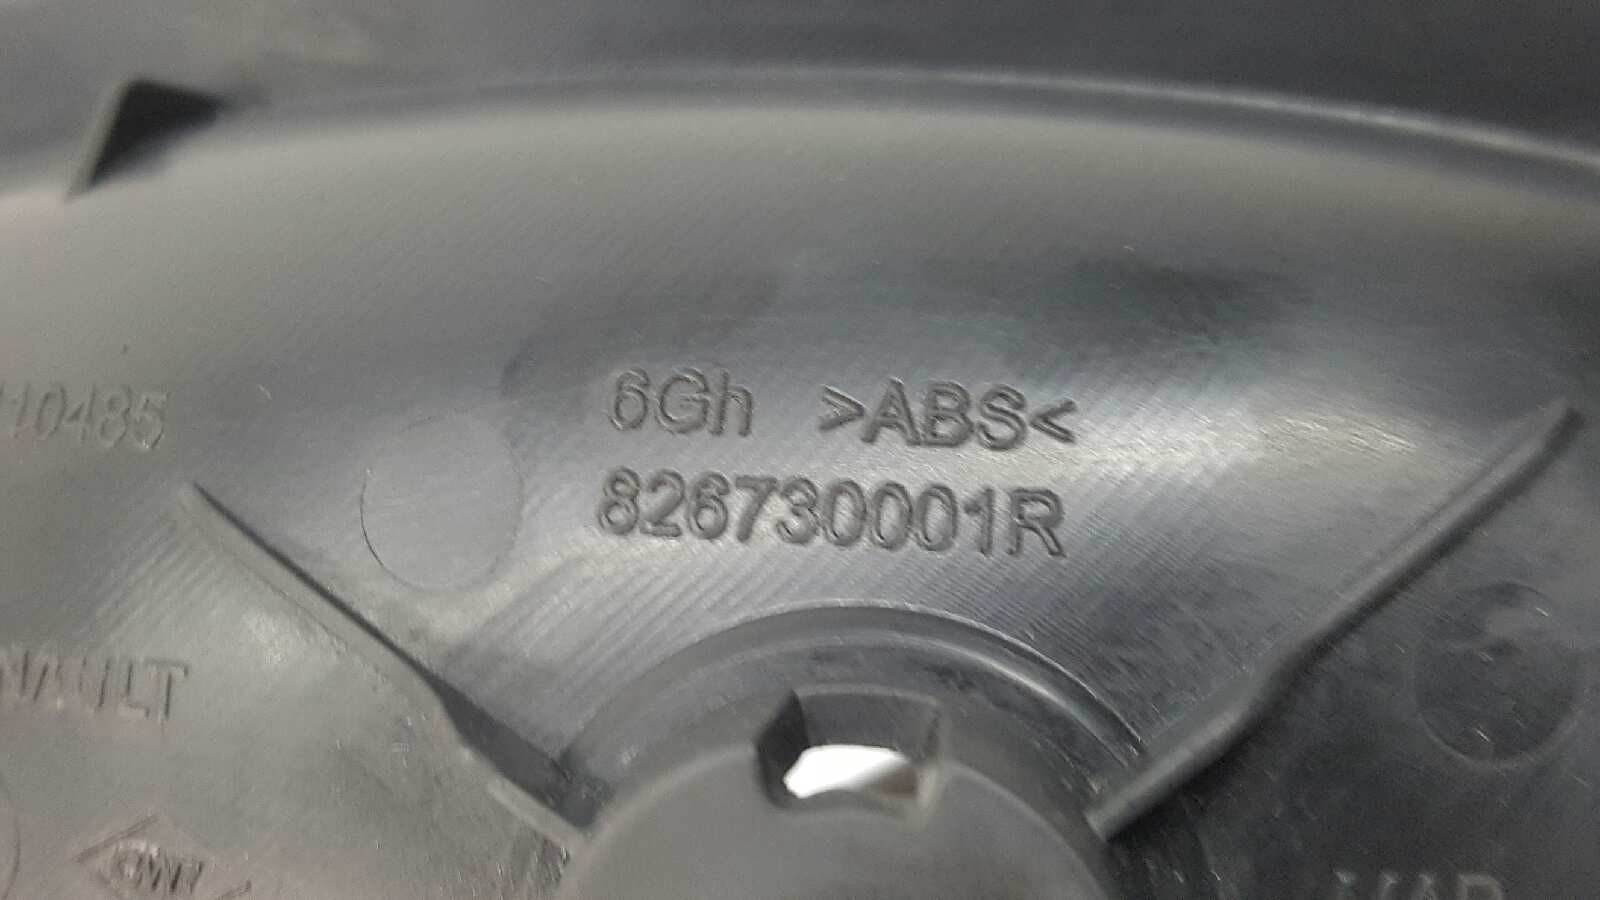 6Gh >ABS<
10485
826730001R
NAULT